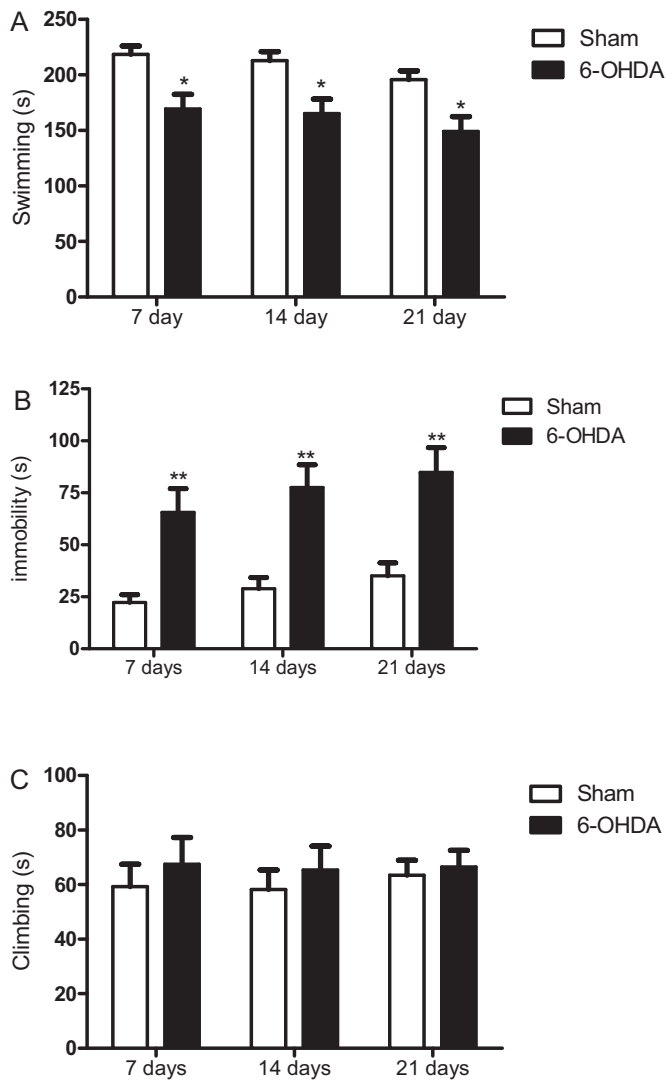 A
Swimming (s)
250
200
150
100
50
0
* * *
7 day 14 day 21 day
Sham
6-OHDA
B
immobility (s)
125
100
75
50
25
0
** ** **
7 days 14 days 21 days
Sham
6-OHDA
C
Climbing (s)
100
80
60
40
20
0
7 days 14 days 21 days
Sham
6-OHDA